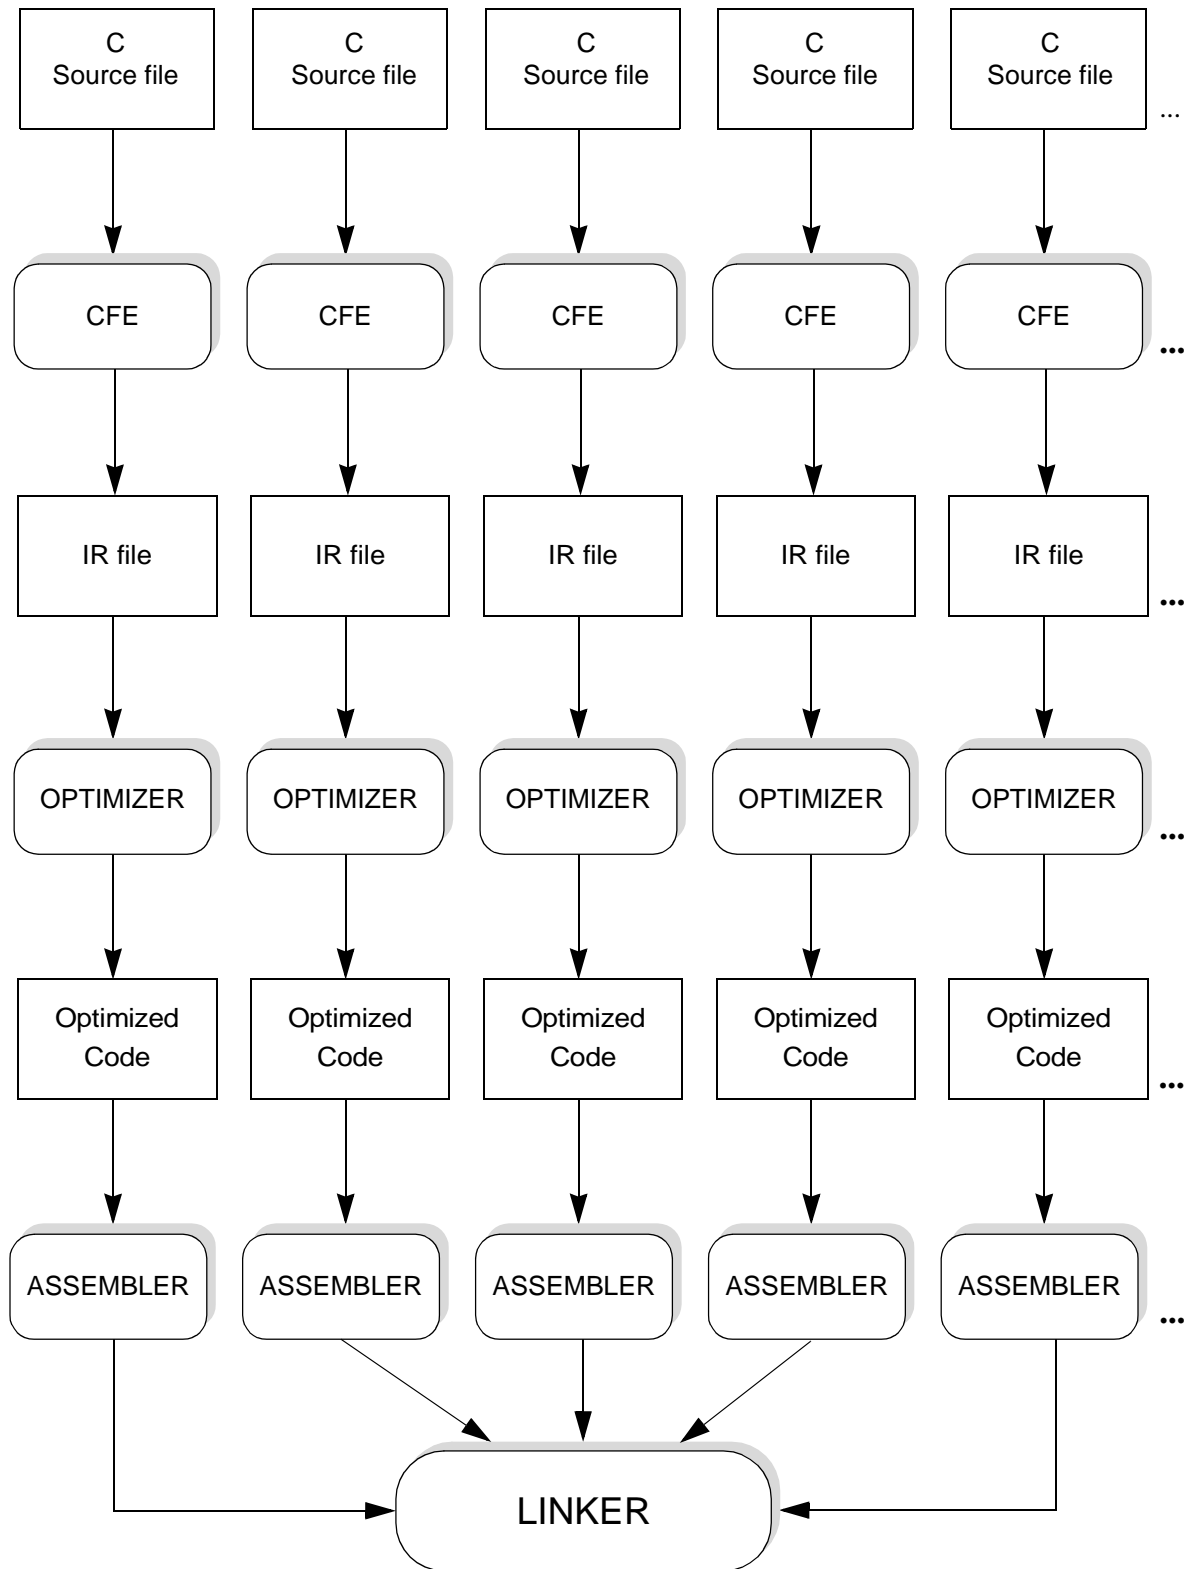 C C C C C
Source file Source file Source file Source file Source file
...
CFE CFE CFE CFE CFE
...
IR file IR file IR file IR file IR file
...
OPTIMIZER OPTIMIZER OPTIMIZER OPTIMIZER OPTIMIZER
...
Optimized Optimized Optimized Optimized Optimized
Code Code Code Code Code
...
ASSEMBLER ASSEMBLER ASSEMBLER ASSEMBLER ASSEMBLER
...
LINKER